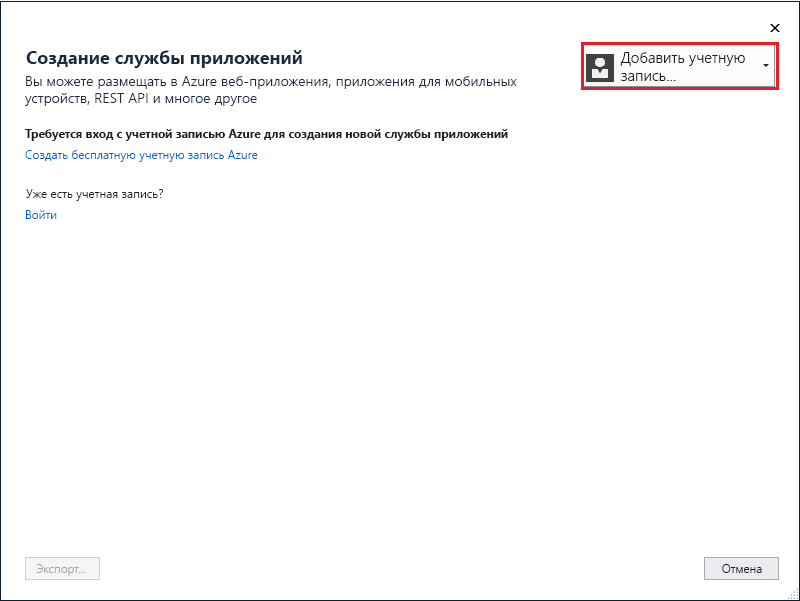 Создание службы приложений
Добавить учетную
запись...
Вы можете размещать в Azure веб-приложения, приложения для мобильных
устройств, REST API и многое другое
Требуется вход с учетной записью Azure для создания новой службы приложений
Создать бесплатную учетную запись Azure
Уже есть учетная запись?
Войти
Экспорт...
Отмена